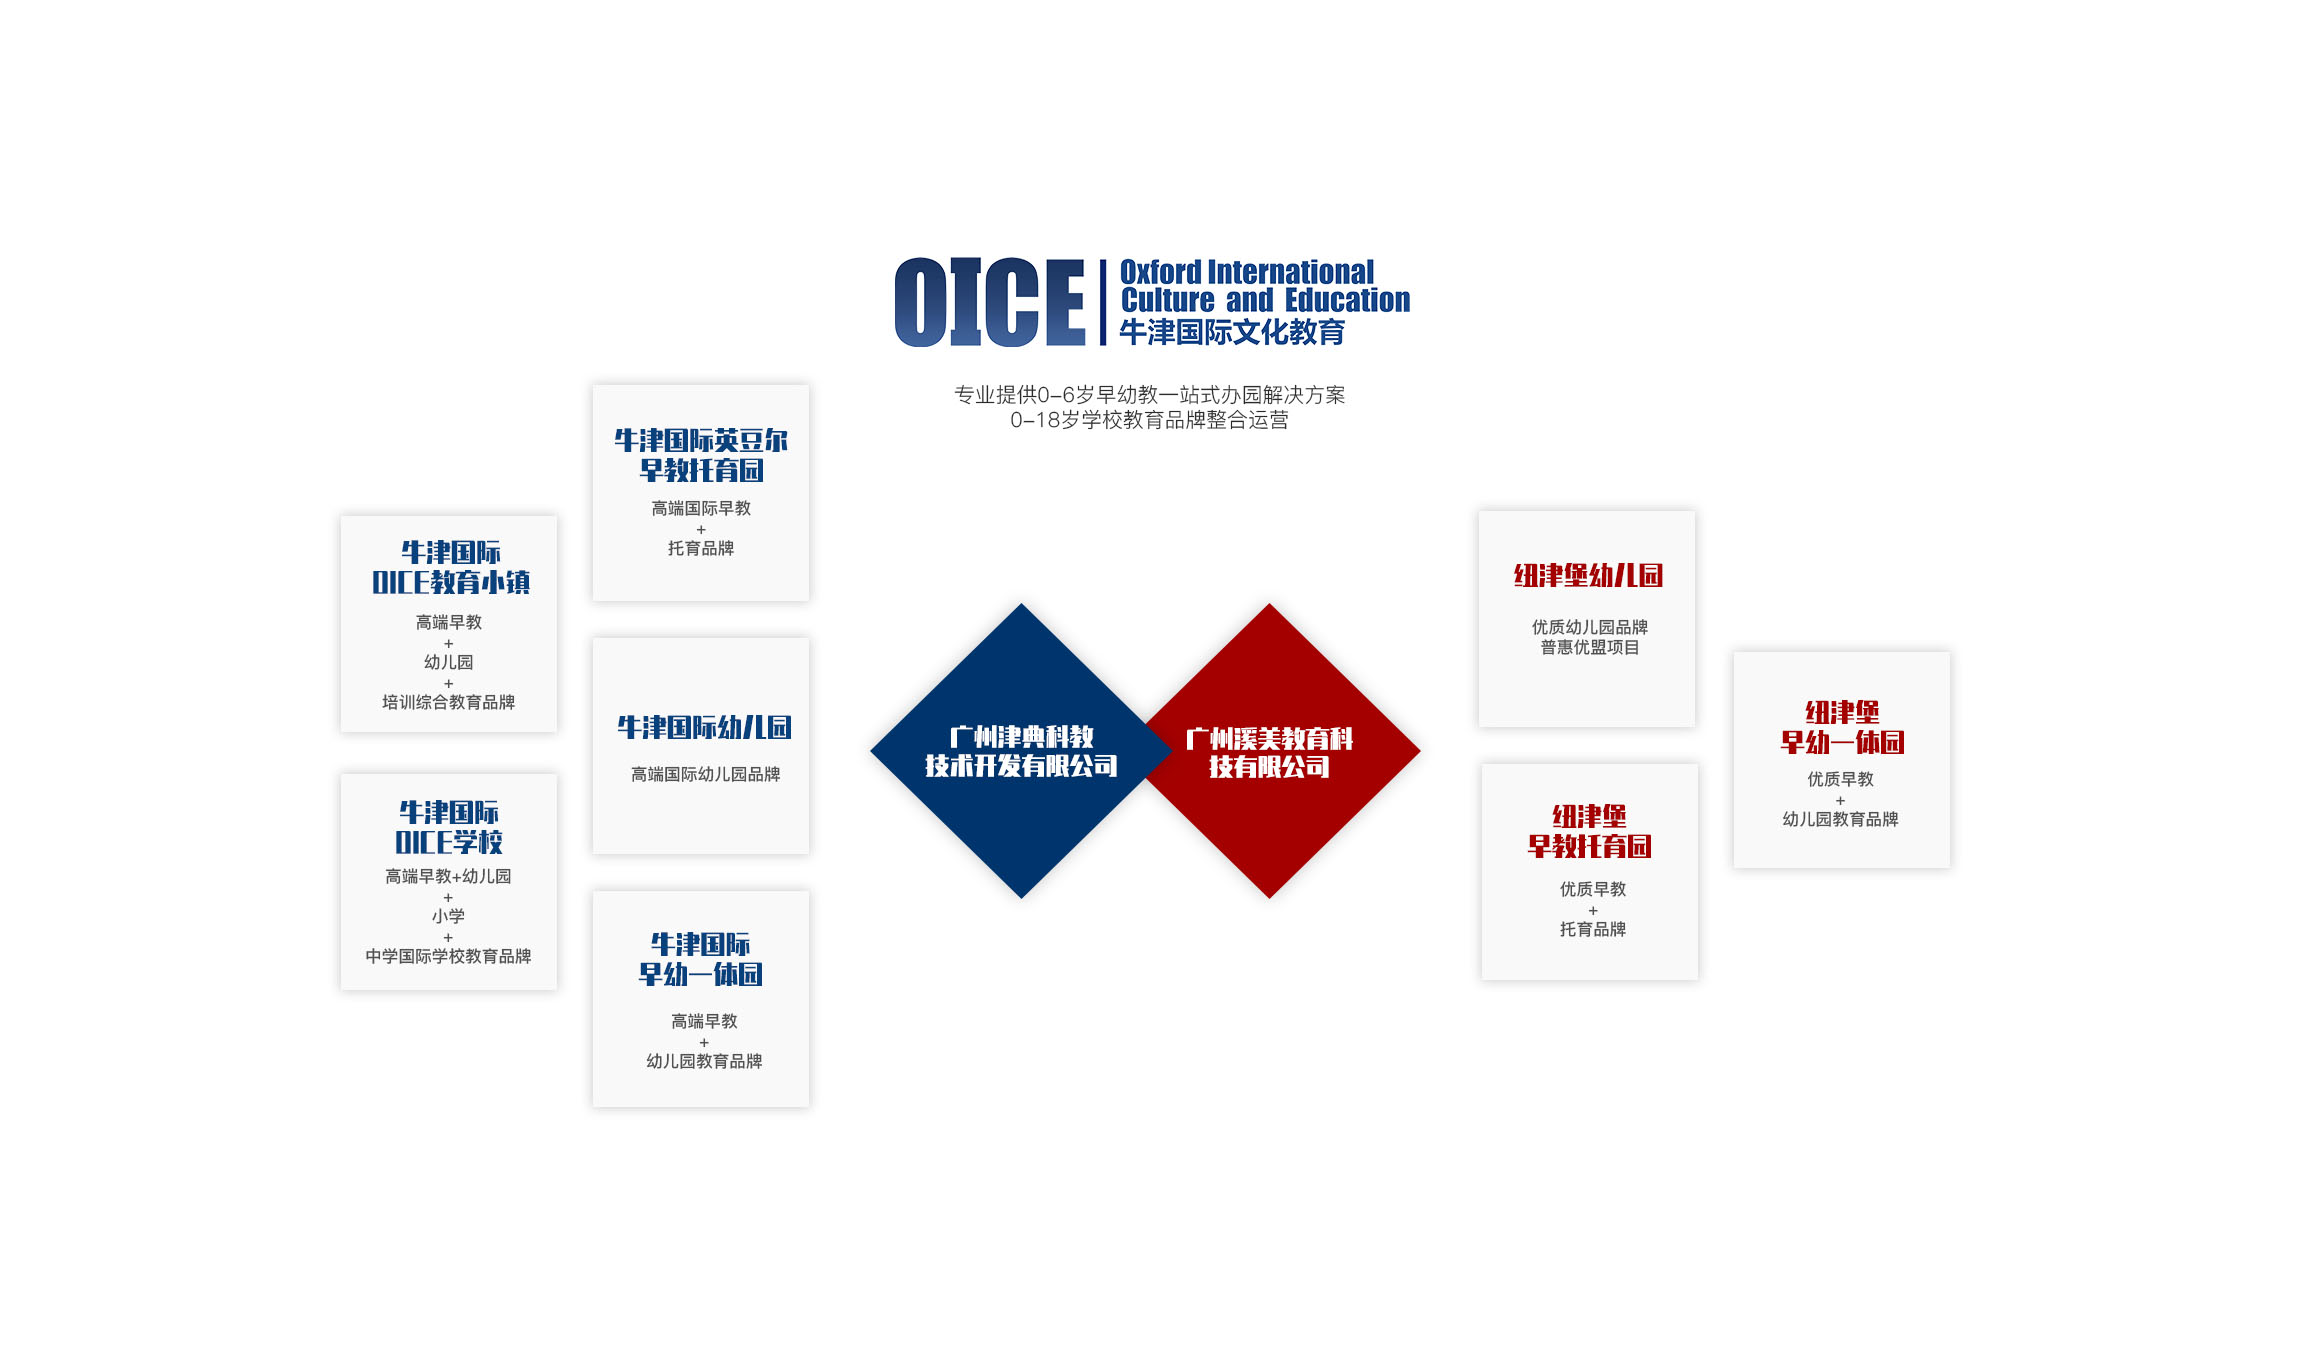 OICE
Oxford International
Culture and Education
牛津国际文化教育
专业提供0-6岁早幼教一站式办园解决方案
0-18岁学校教育品牌整合运营
牛津国际英豆尔
早教托育园
高端国际早教
+
托育品牌
牛津国际
OICE教育小镇
高端早教
+
幼儿园
+
培训综合教育品牌
牛津国际幼儿园
高端国际幼儿园品牌
牛津国际
OICE学校
高端早教+幼儿园
+
小学
+
中学国际学校教育品牌
牛津国际
早幼一体园
高端早教
+
幼儿园教育品牌
广州津典科教
技术开发有限公司
广州溪美教育科
技有限公司
纽津堡幼儿园
优质幼儿园品牌
普惠优盟项目
纽津堡
早幼一体园
优质早教
+
幼儿园教育品牌
纽津堡
早教托育园
优质早教
+
托育品牌